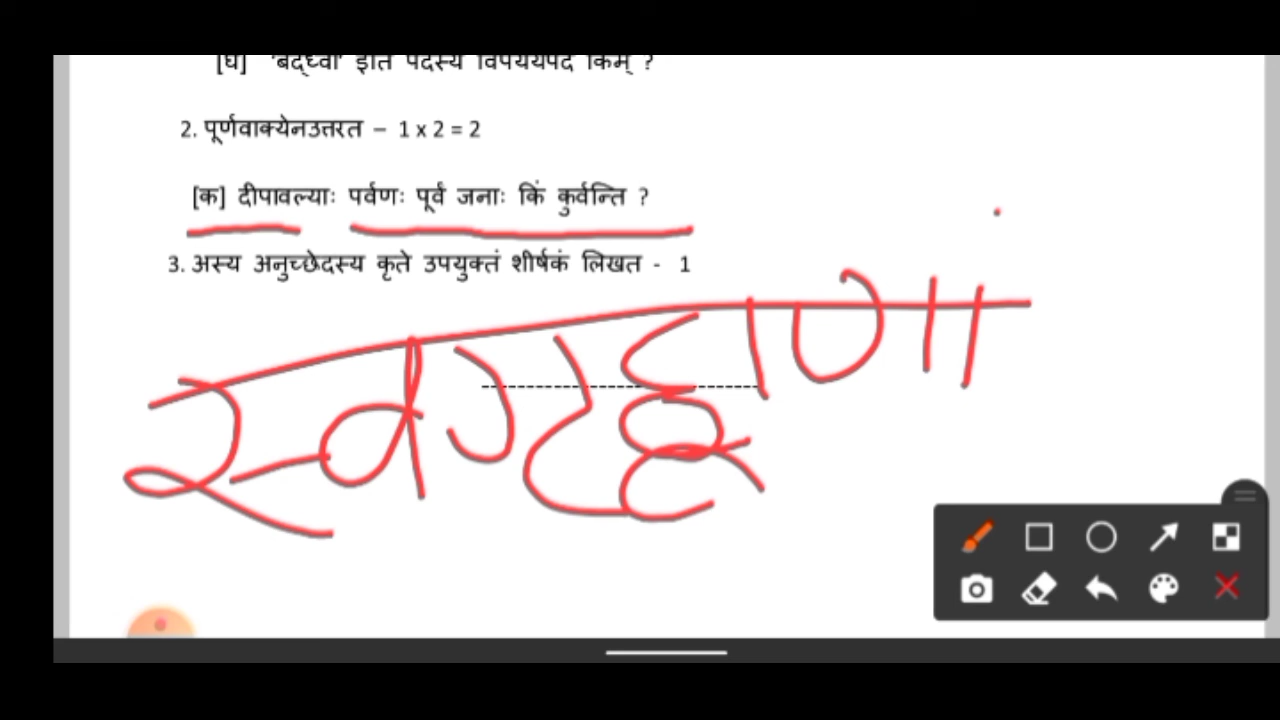 [घ] 'बद्ध्वा' इति पदस्य विपर्ययपदं किम् ?
2. पूर्णवाक्येनउत्तरत – 1 x 2 = 2
[क] दीपावल्याः पर्वणः पूर्वं जनाः किं कुर्वन्ति ?
3. अस्य अनुच्छेदस्य कृते उपयुक्तं शीर्षकं लिखत - 1